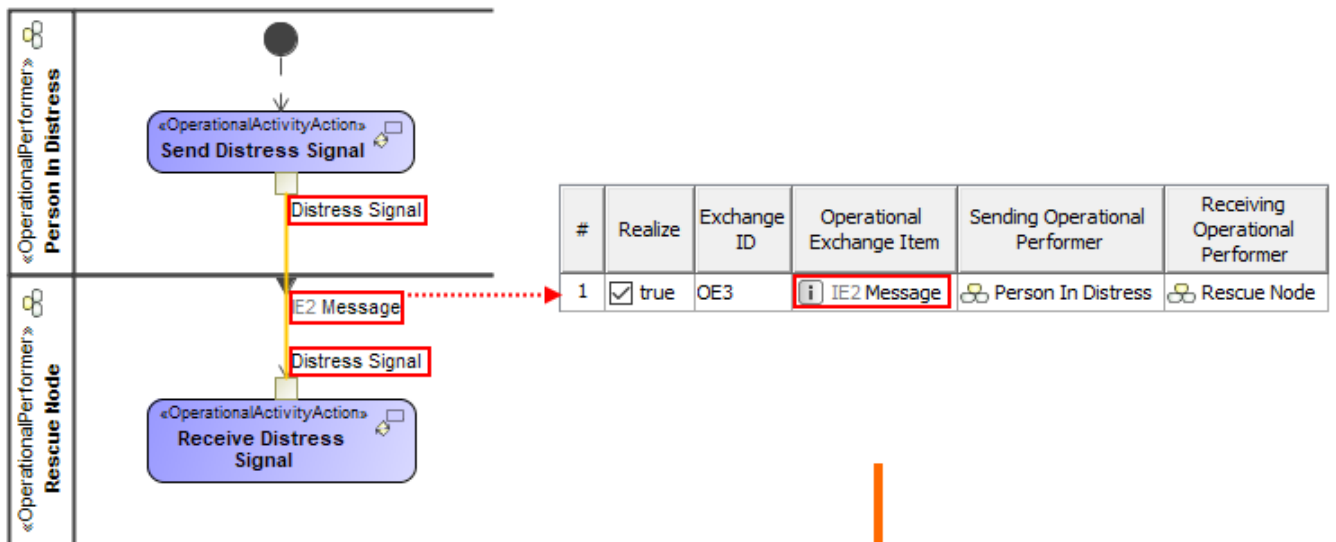 «OperationalPerformer»
Person In Distress
«OperationalActivityAction»
Send Distress Signal
Distress Signal
IE2 Message
Distress Signal
«OperationalPerformer»
Rescue Node
«OperationalActivityAction»
Receive Distress
Signal
# Realize Exchange ID Operational Exchange Item Sending Operational Performer Receiving Operational Performer
1 true OE3 i IE2 Message Person In Distress Rescue Node